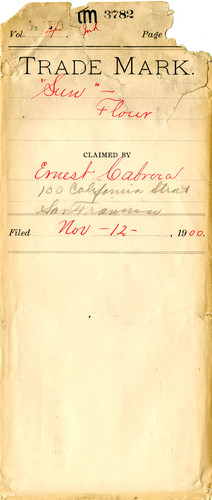 TM 3782
Vol. 4 Page
TRADE MARK.
"Sun" –
Flour
CLAIMED BY
Ernest Cabrera
100 California Street
San Francisco
Filed Nov – 12 – , 1900.